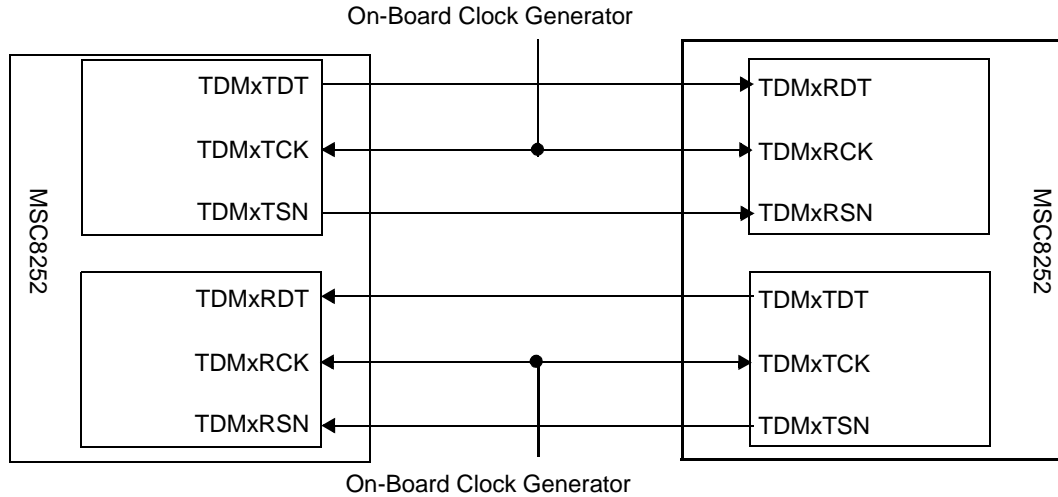 On-Board Clock Generator
TDMxTDT
TDMxRDT
TDMxTCK
TDMxRCK
TDMxTSN
TDMxRSN
MSC8252
MSC8252
TDMxRDT
TDMxTDT
TDMxRCK
TDMxTCK
TDMxRSN
TDMxTSN
On-Board Clock Generator